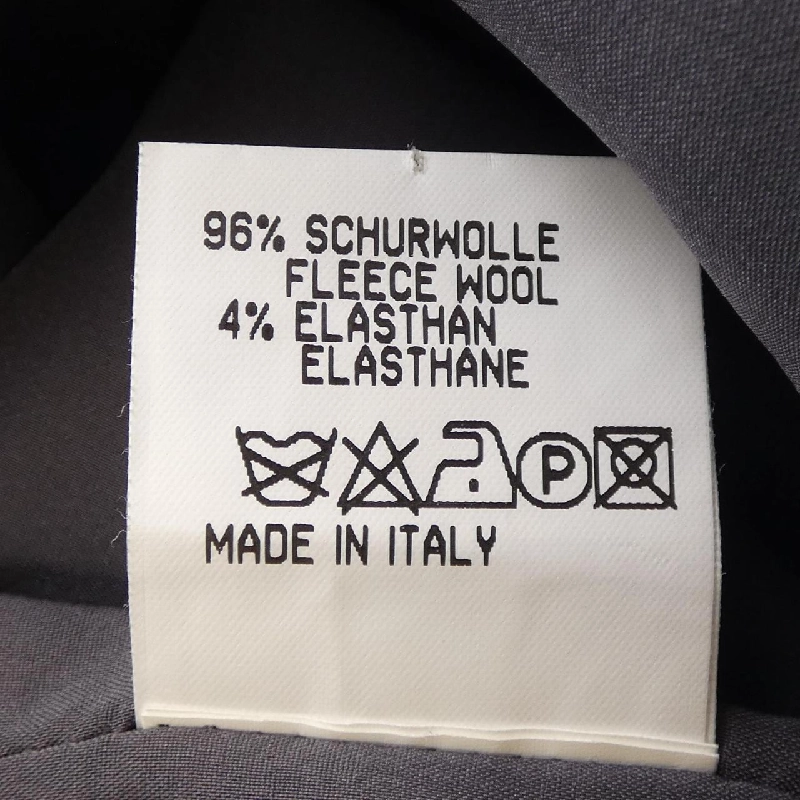 96% SCHURWOLLE
FLEECE WOOL
4% ELASTHAN
ELASTHANE
P
MADE IN ITALY